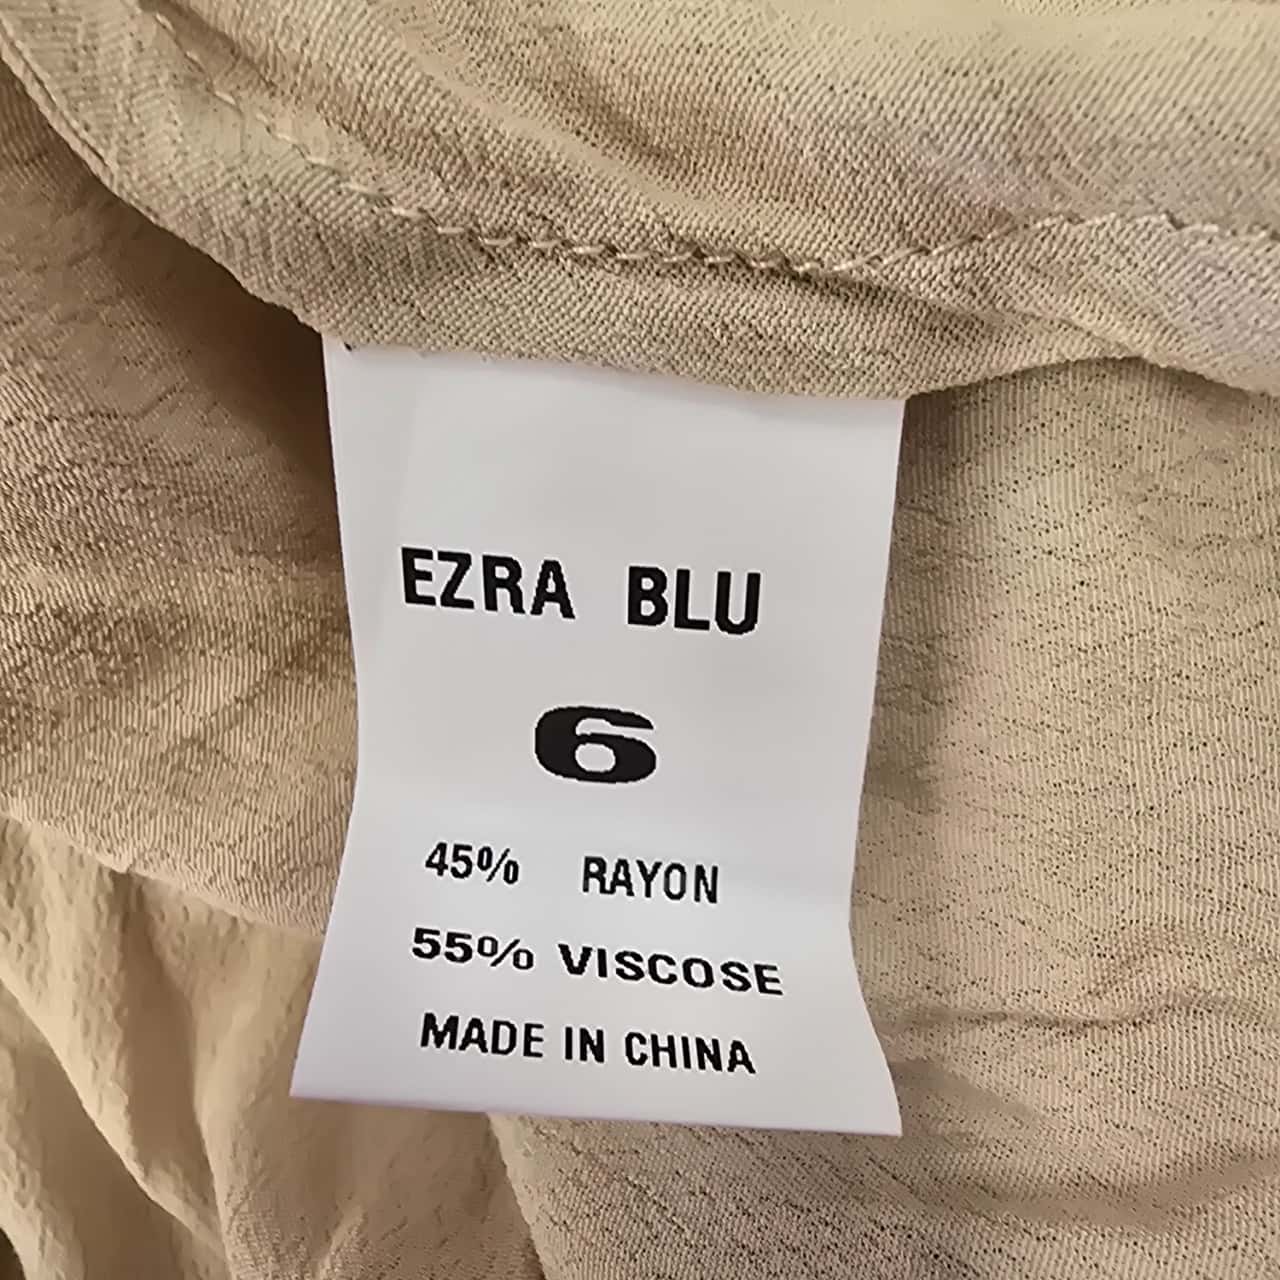 EZRA BLU
6
45% RAYON
55% VISCOSE
MADE IN CHINA